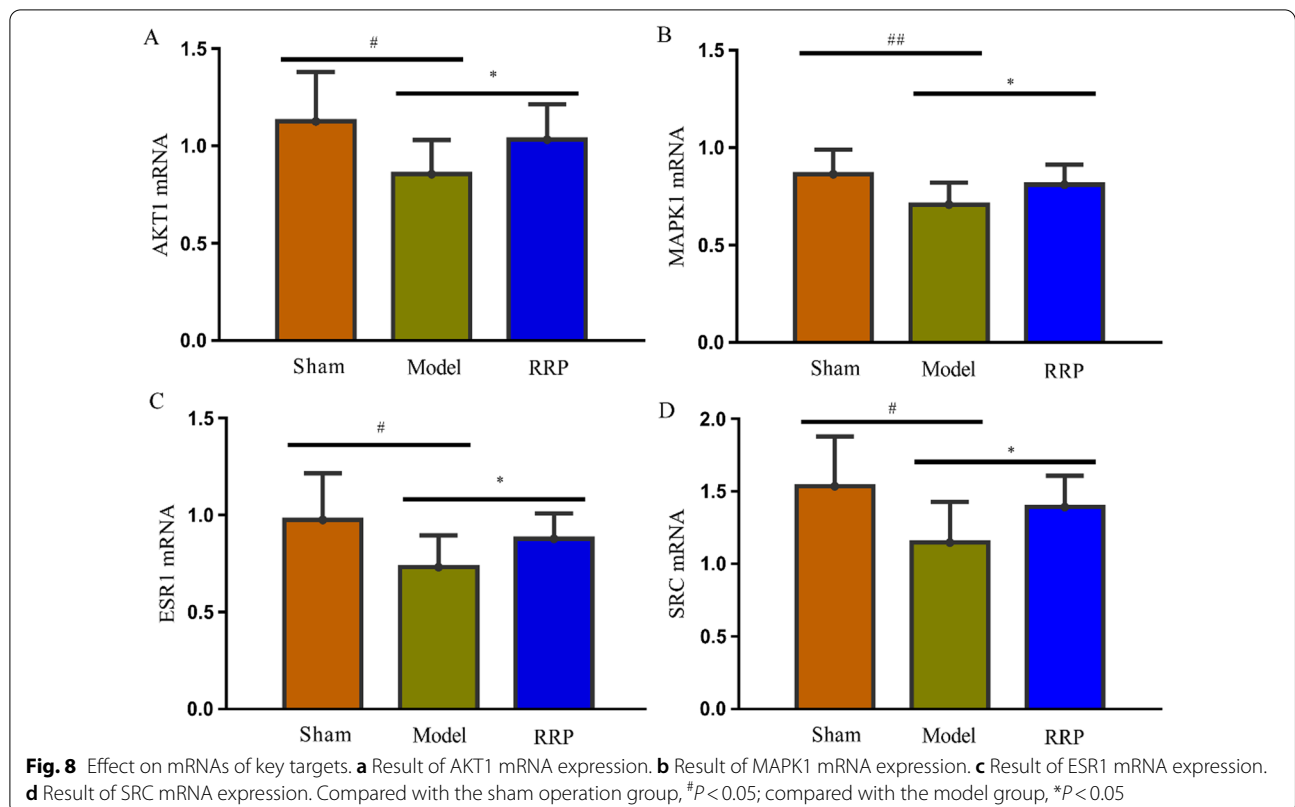 A
#
*
1.5
1.0
0.5
0.0
AKT1 mRNA
Sham Model RRP
B
##
*
1.5
1.0
0.5
0.0
MAPK1 mRNA
Sham Model RRP
C
#
*
1.5
1.0
0.5
0.0
ESR1 mRNA
Sham Model RRP
D
#
*
2.0
1.5
1.0
0.5
0.0
SRC mRNA
Sham Model RRP
Fig. 8 Effect on mRNAs of key targets. a Result of AKT1 mRNA expression. b Result of MAPK1 mRNA expression. c Result of ESR1 mRNA expression.
d Result of SRC mRNA expression. Compared with the sham operation group, #P < 0.05; compared with the model group, *P < 0.05